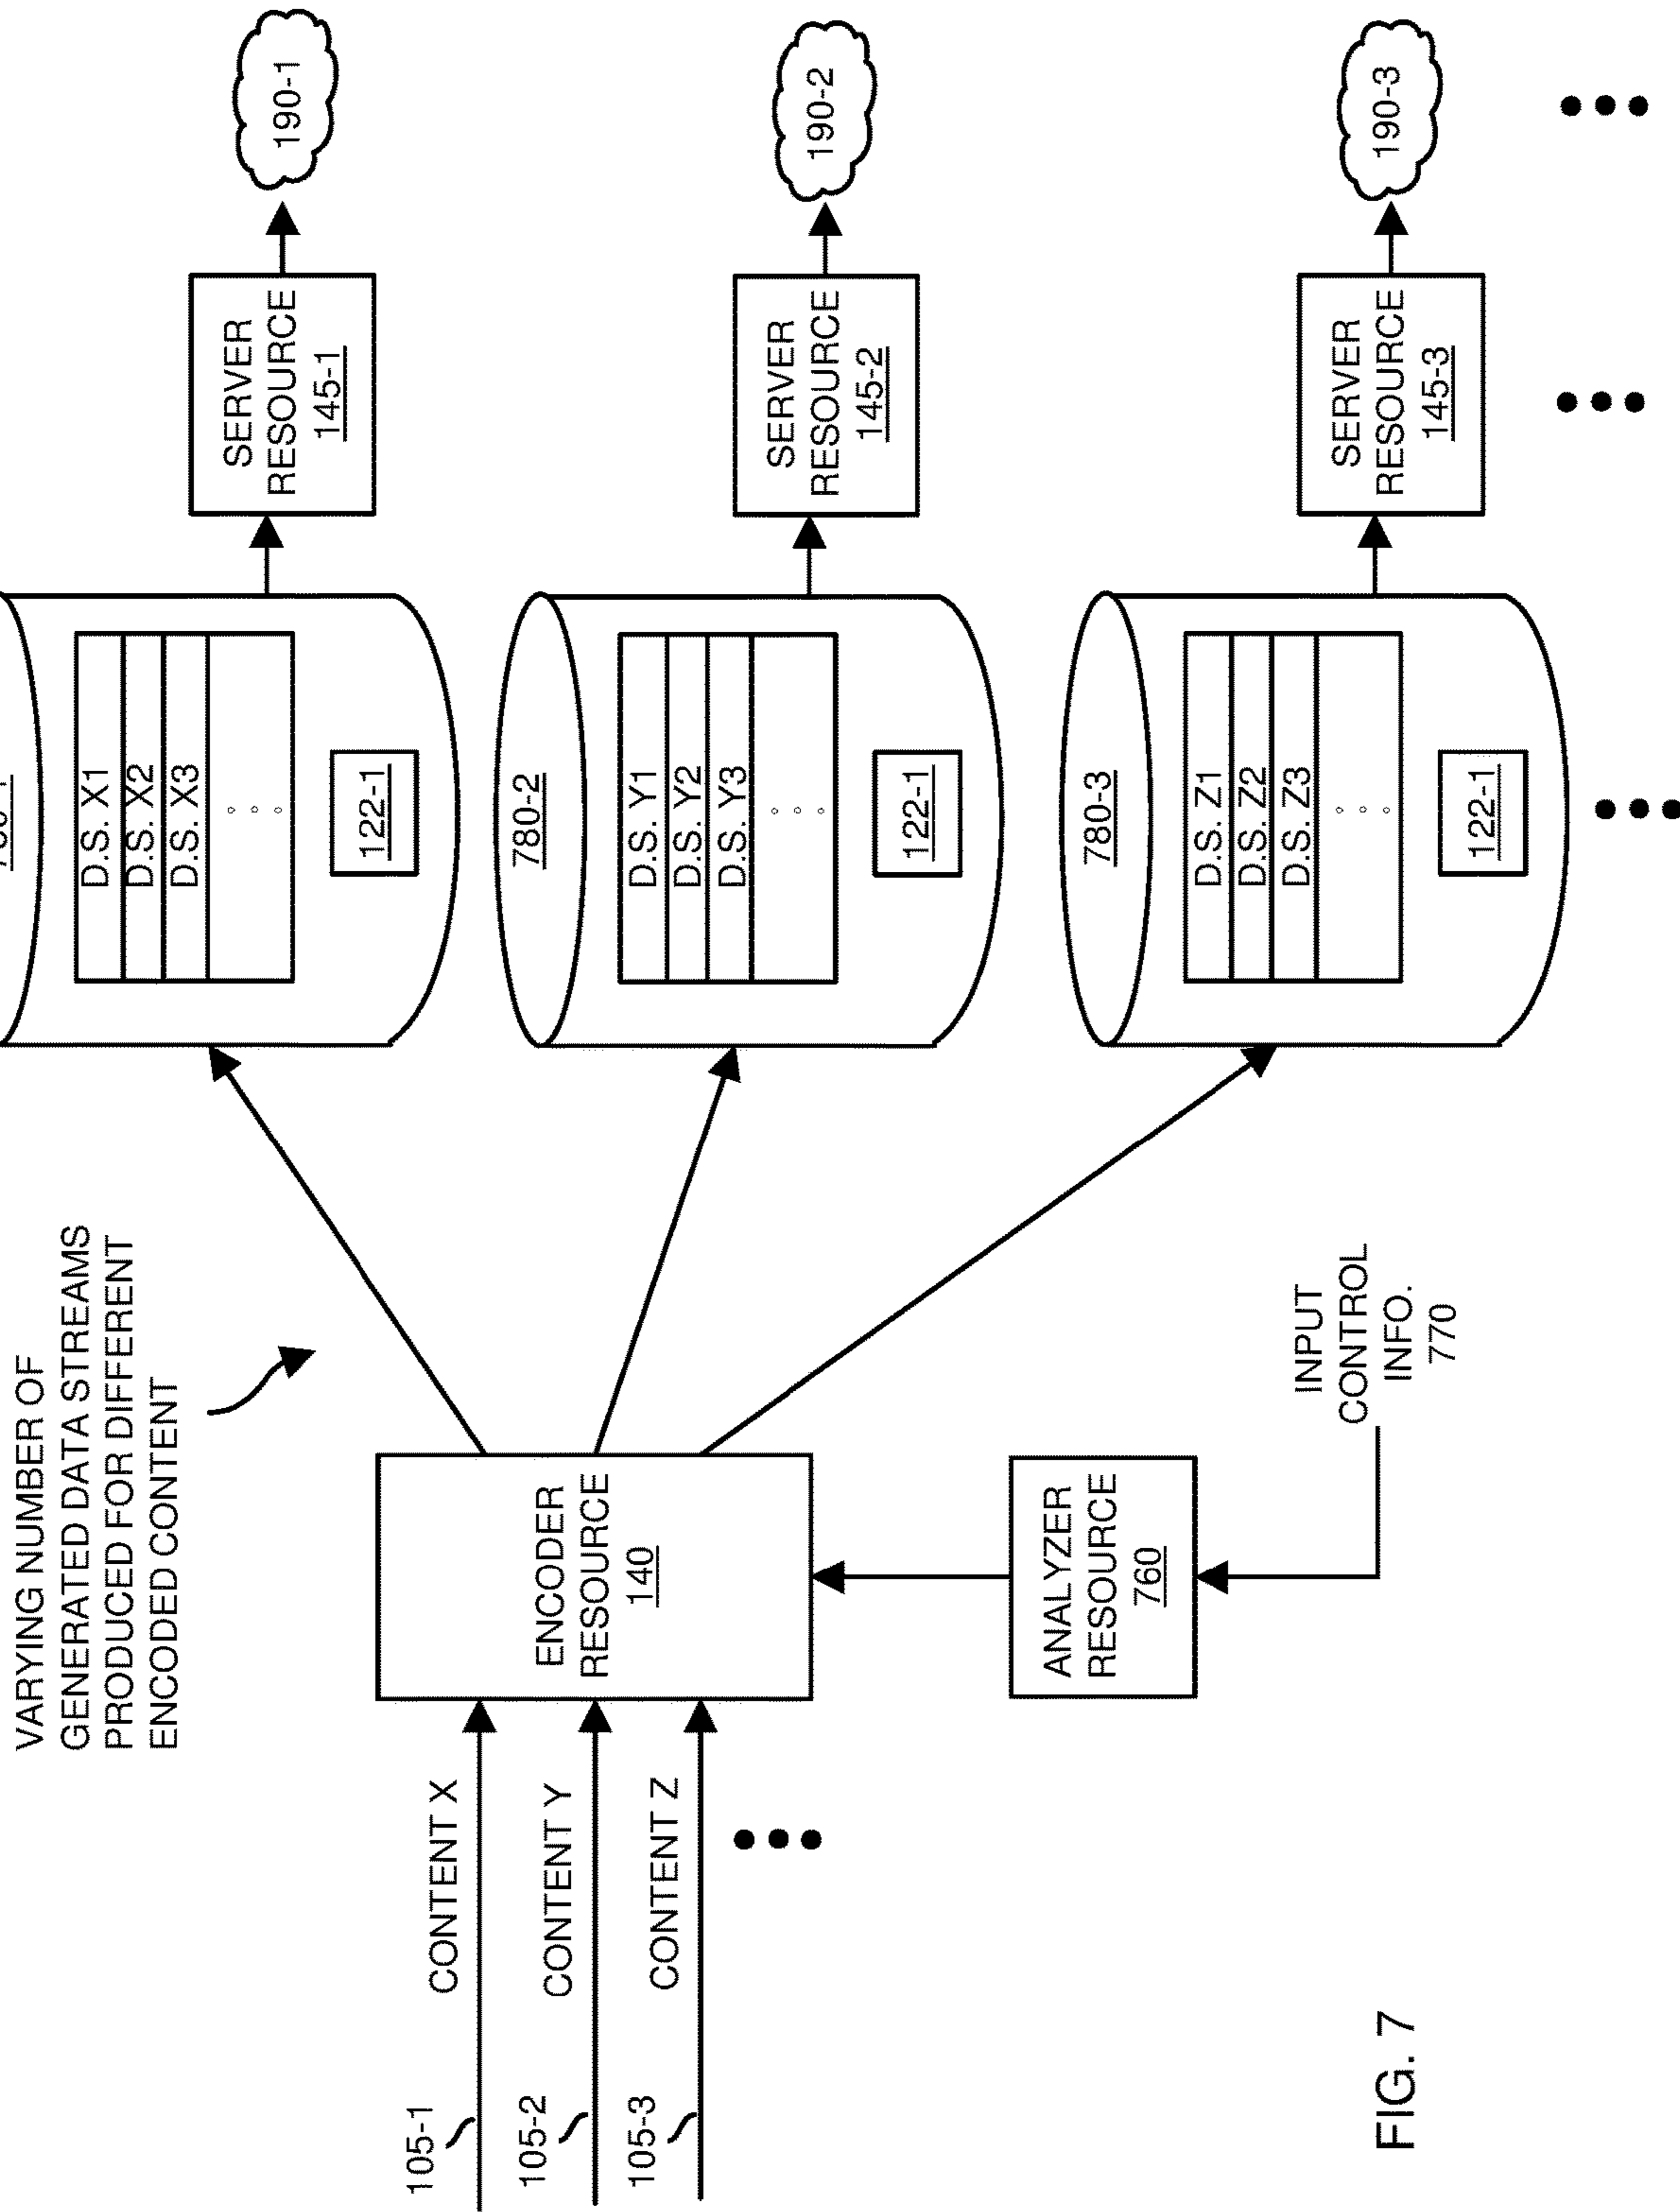 VARYING NUMBER OF
GENERATED DATA STREAMS
PRODUCED FOR DIFFERENT
ENCODED CONTENT
105-1
CONTENT X
105-2
CONTENT Y
105-3
CONTENT Z
ENCODER
RESOURCE
140
ANALYZER
RESOURCE
760
INPUT
CONTROL
INFO.
770
D.S. X1
D.S. X2
D.S. X3
122-1
SERVER
RESOURCE
145-1
190-1
780-2
D.S. Y1
D.S. Y2
D.S. Y3
122-1
SERVER
RESOURCE
145-2
190-2
780-3
D.S. Z1
D.S. Z2
D.S. Z3
122-1
SERVER
RESOURCE
145-3
190-3
FIG. 7